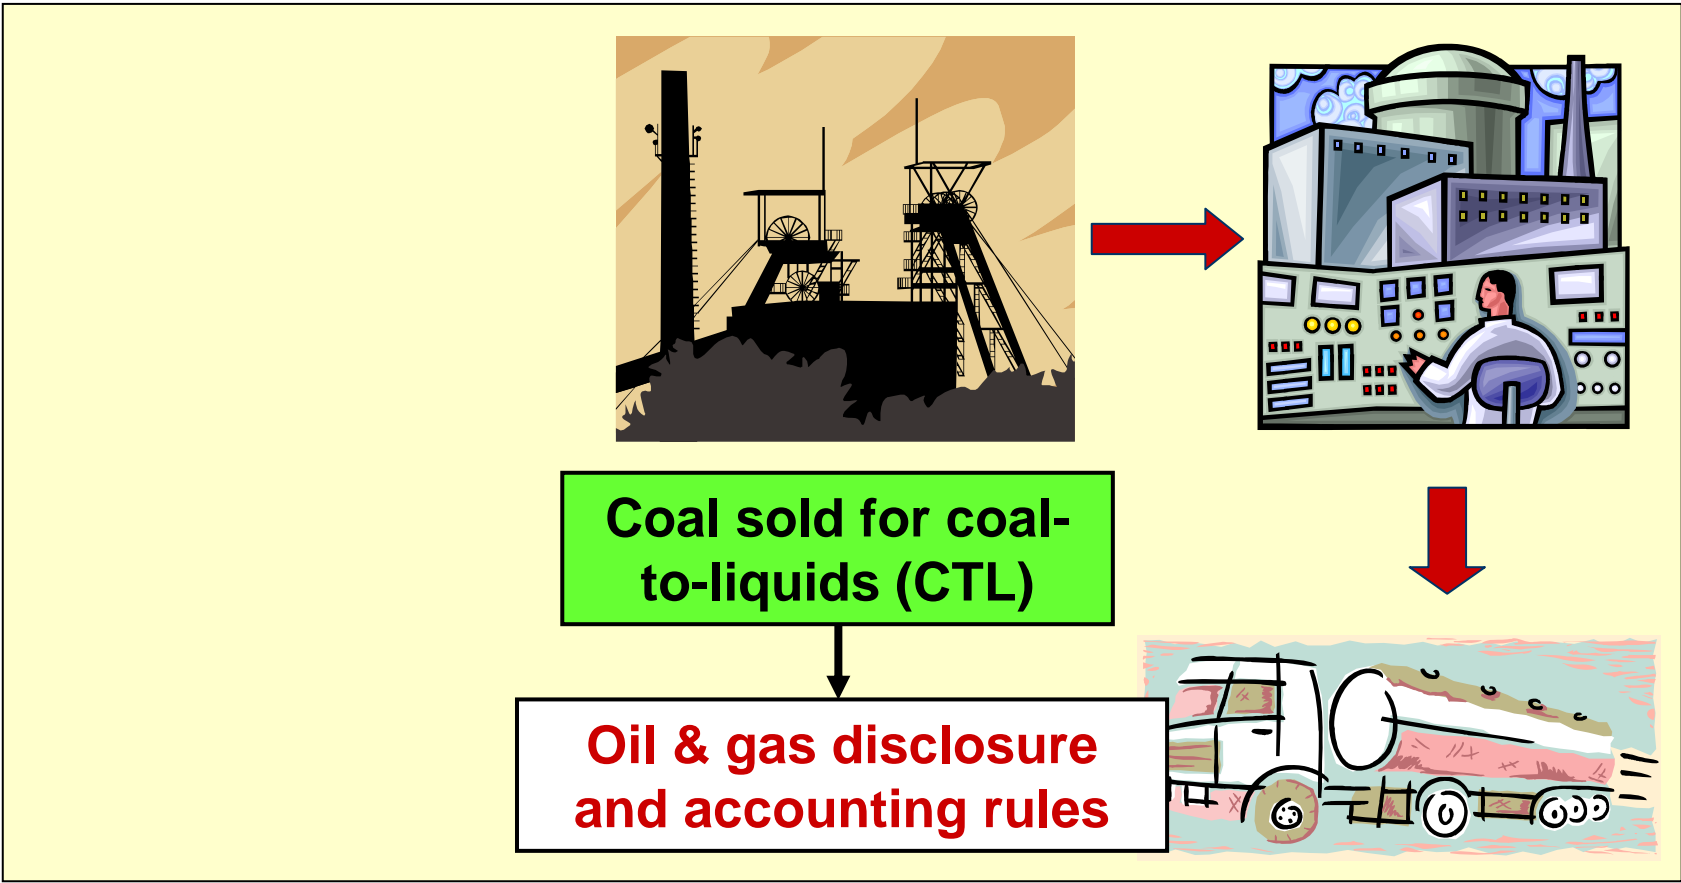 Coal sold for coal-
to-liquids (CTL)
Oil & gas disclosure
and accounting rules